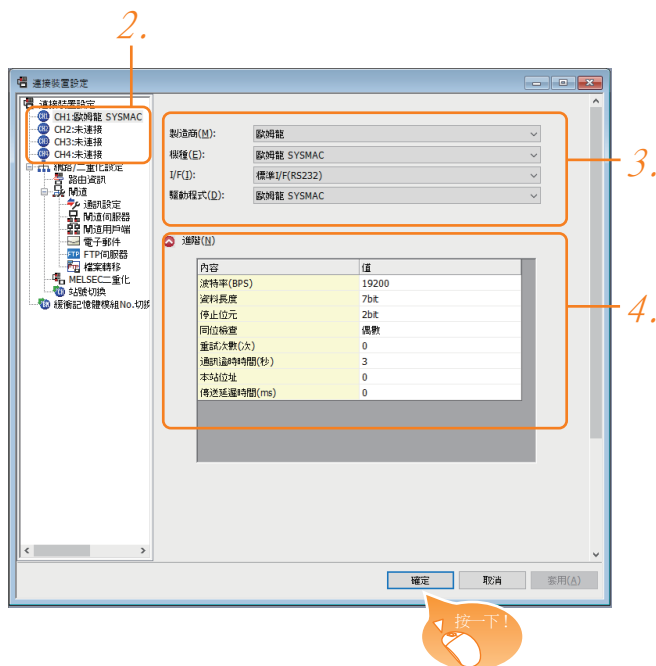 2.
連接裝置設定
連接裝置設定
CH1:歐姆龍 SYSMAC
CH2:未連接
CH3:未連接
CH4:未連接
網路/二重化設定
路由資訊
閘道
通訊設定
閘道伺服器
閘道用戶端
電子郵件
FTP伺服器
檔案轉移
MELSEC二重化
站號切換
緩衝記憶體模組No.切換
製造商(M): 歐姆龍
機種(E): 歐姆龍 SYSMAC
I/F(I): 標準I/F(RS232)
驅動程式(D): 歐姆龍 SYSMAC
3.
進階(N)
內容 值
波特率(BPS) 19200
資料長度 7bit
停止位元 2bit
同位檢查 偶數
重試次數(次) 0
通訊逾時時間(秒) 3
本站位址 0
傳送延遲時間(ms) 0
4.
確定 取消 套用(A)
按一下!